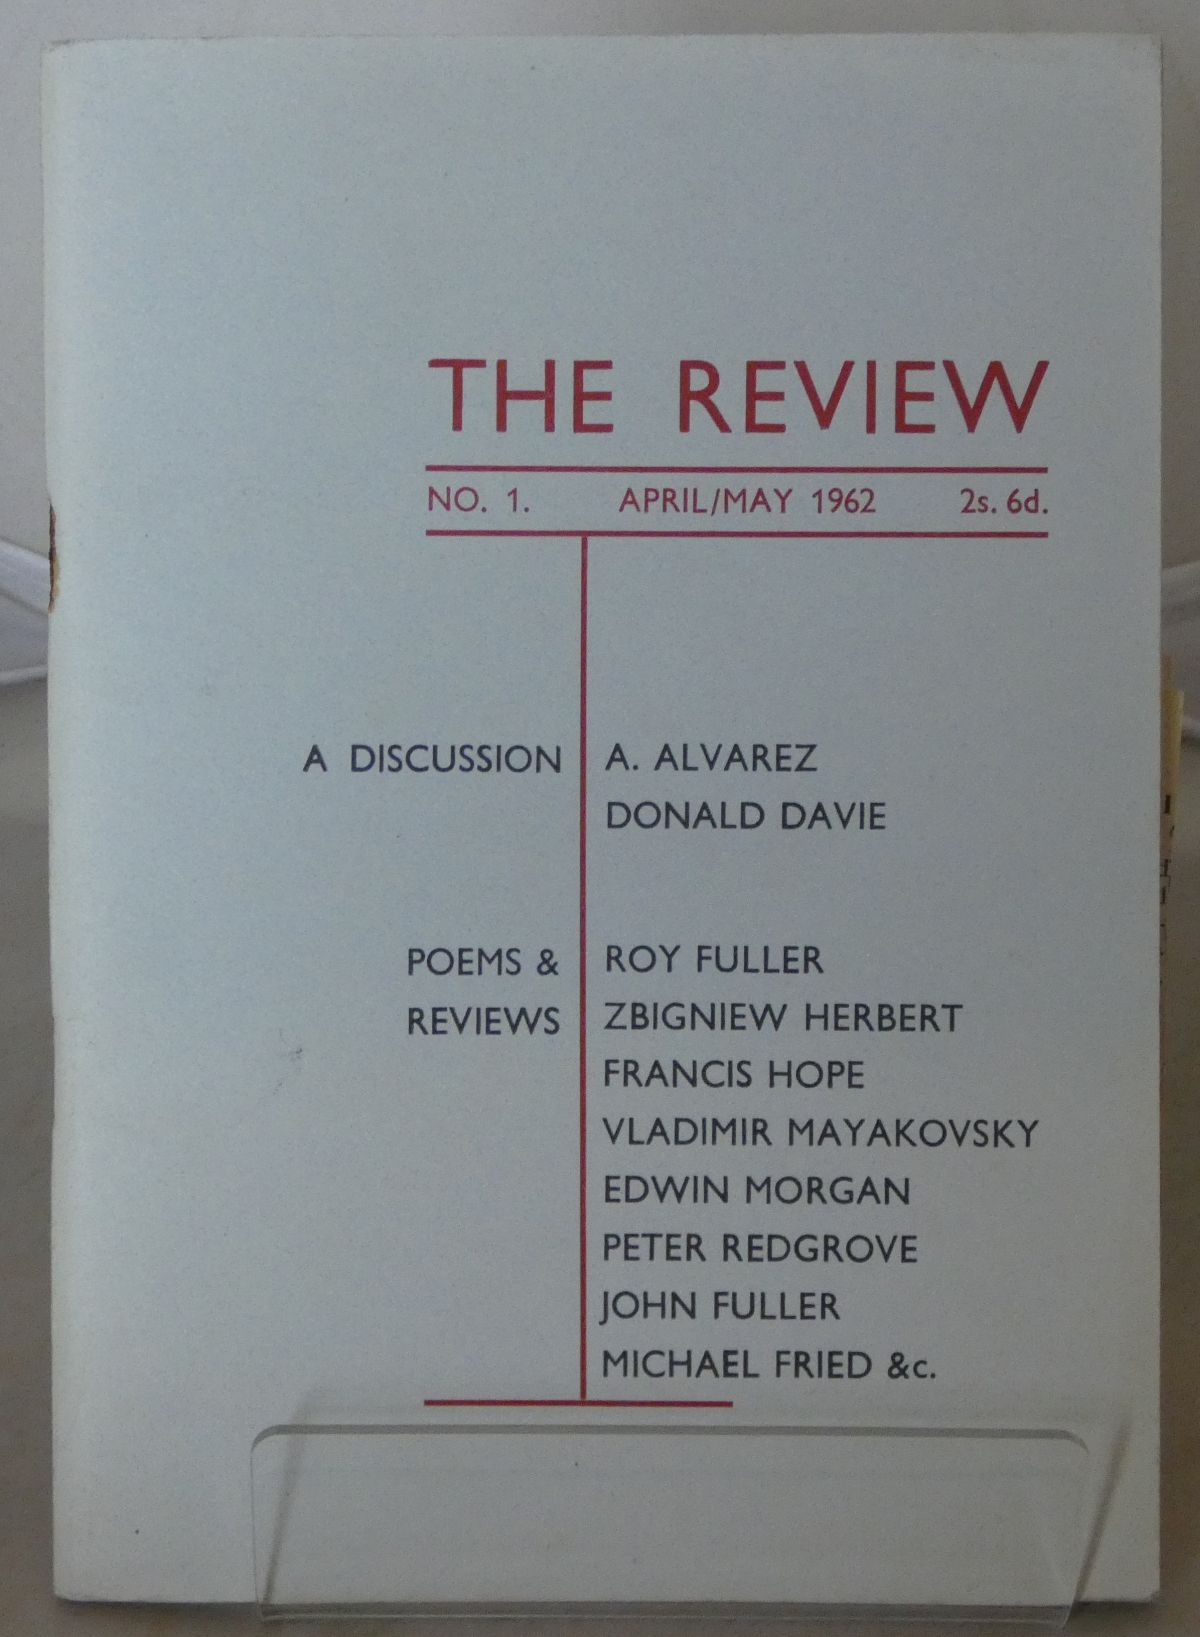 THE REVIEW
NO. 1. APRIL/MAY 1962 2s. 6d.
A DISCUSSION
A. ALVAREZ
DONALD DAVIE
POEMS &
REVIEWS
ROY FULLER
ZBIGNIEW HERBERT
FRANCIS HOPE
VLADIMIR MAYAKOVSKY
EDWIN MORGAN
PETER REDGROVE
JOHN FULLER
MICHAEL FRIED &c.